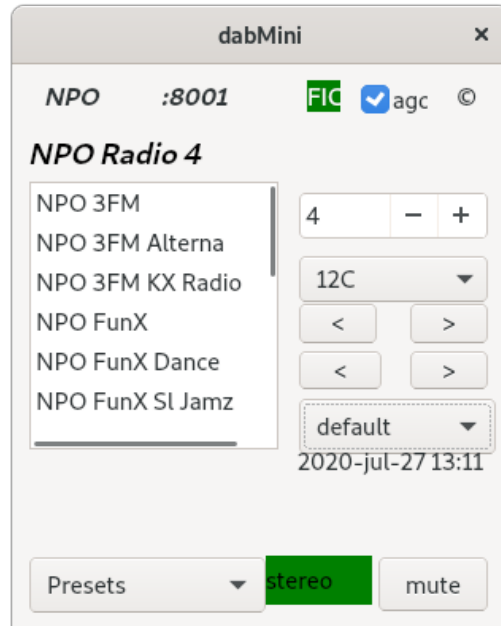 dabMini ×
NPO :8001 FIC agc ©
NPO Radio 4
NPO 3FM
NPO 3FM Alterna
NPO 3FM KX Radio
NPO FunX
NPO FunX Dance
NPO FunX Sl Jamz
4 − +
12C
< >
< >
default
2020-jul-27 13:11
Presets stereo mute